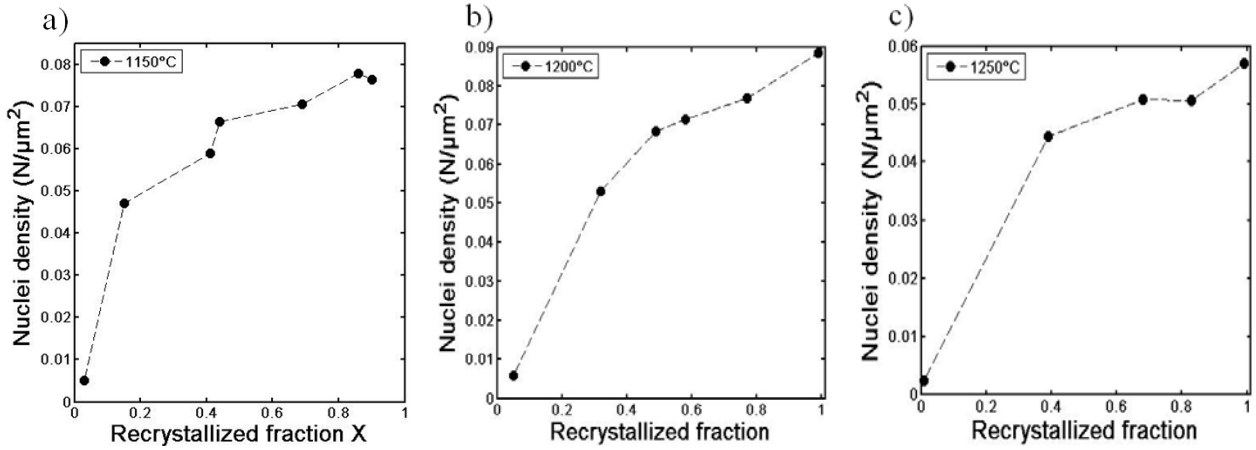 a)
1150°C
Nuclei density (N/µm²)
0.08
0.07
0.06
0.05
0.04
0.03
0.02
0.01
0
0 0.2 0.4 0.6 0.8 1
Recrystallized fraction X
b)
1200°C
Nuclei density (N/µm²)
0.09
0.08
0.07
0.06
0.05
0.04
0.03
0.02
0.01
0
0.2 0.4 0.6 0.8 1
Recrystallized fraction
c)
1250°C
Nuclei density (N/µm²)
0.06
0.05
0.04
0.03
0.02
0.01
0
0 0.2 0.4 0.6 0.8 1
Recrystallized fraction